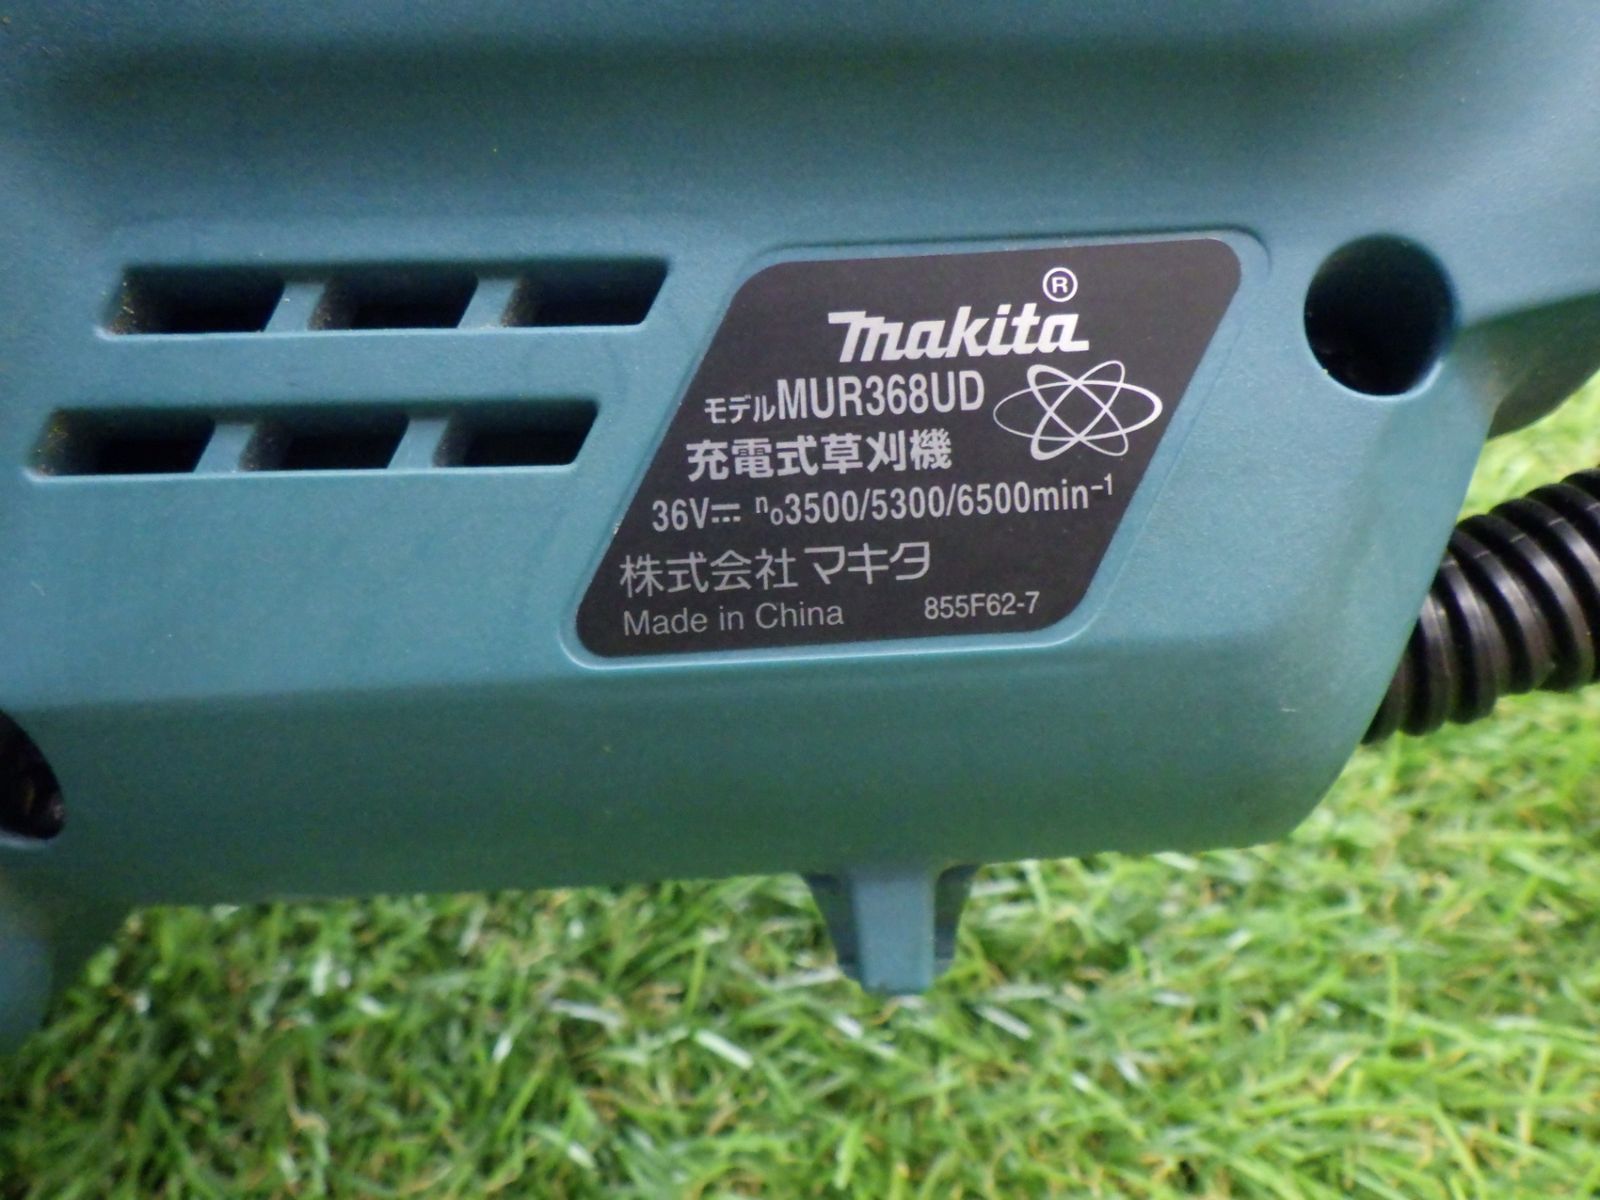 makita®
モデルMUR368UD
充電式草刈機
36V⎓ n₀3500/5300/6500min⁻¹
株式会社マキタ
Made in China 855F62-7